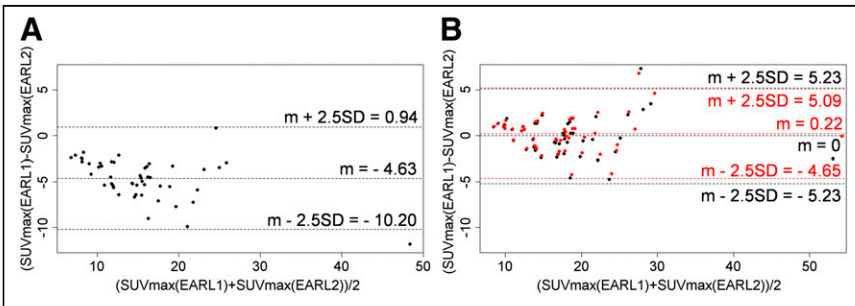 A
(SUVmax(EARL1)-SUVmax(EARL2)
5
0
-5
-10
m + 2.5SD = 0.94
m = - 4.63
m - 2.5SD = - 10.20
10 20 30 40 50
(SUVmax(EARL1)+SUVmax(EARL2))/2
B
(SUVmax(EARL1)-SUVmax(EARL2)
5
0
-5
-10
m + 2.5SD = 5.23
m + 2.5SD = 5.09
m = 0.22
m = 0
m - 2.5SD = - 4.65
m - 2.5SD = - 5.23
10 20 30 40 50
(SUVmax(EARL1)+SUVmax(EARL2))/2